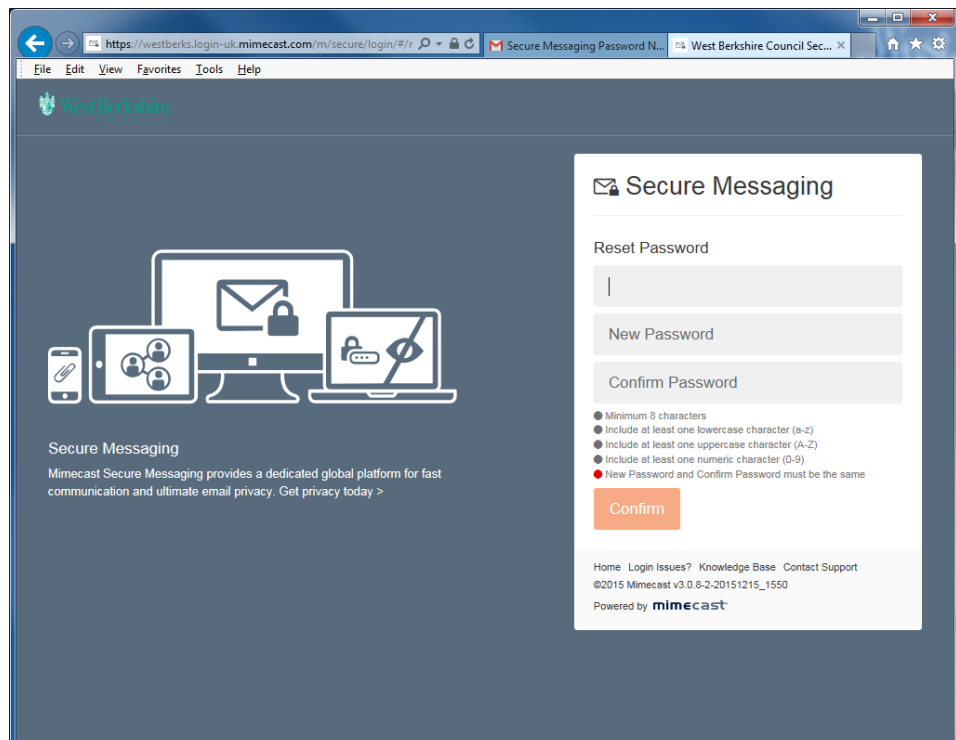 https://westberks.login-uk.mimecast.com/m/secure/login/#/r
Secure Messaging Password N...
West Berkshire Council Sec...
File Edit View Favorites Tools Help
West Berkshire
Secure Messaging
Reset Password
New Password
Confirm Password
Minimum 8 characters
Include at least one lowercase character (a-z)
Include at least one uppercase character (A-Z)
Include at least one numeric character (0-9)
New Password and Confirm Password must be the same
Confirm
Secure Messaging
Mimecast Secure Messaging provides a dedicated global platform for fast
communication and ultimate email privacy. Get privacy today >
Home Login Issues? Knowledge Base Contact Support
©2015 Mimecast v3.0.8-2-20151215_1550
Powered by mimecast